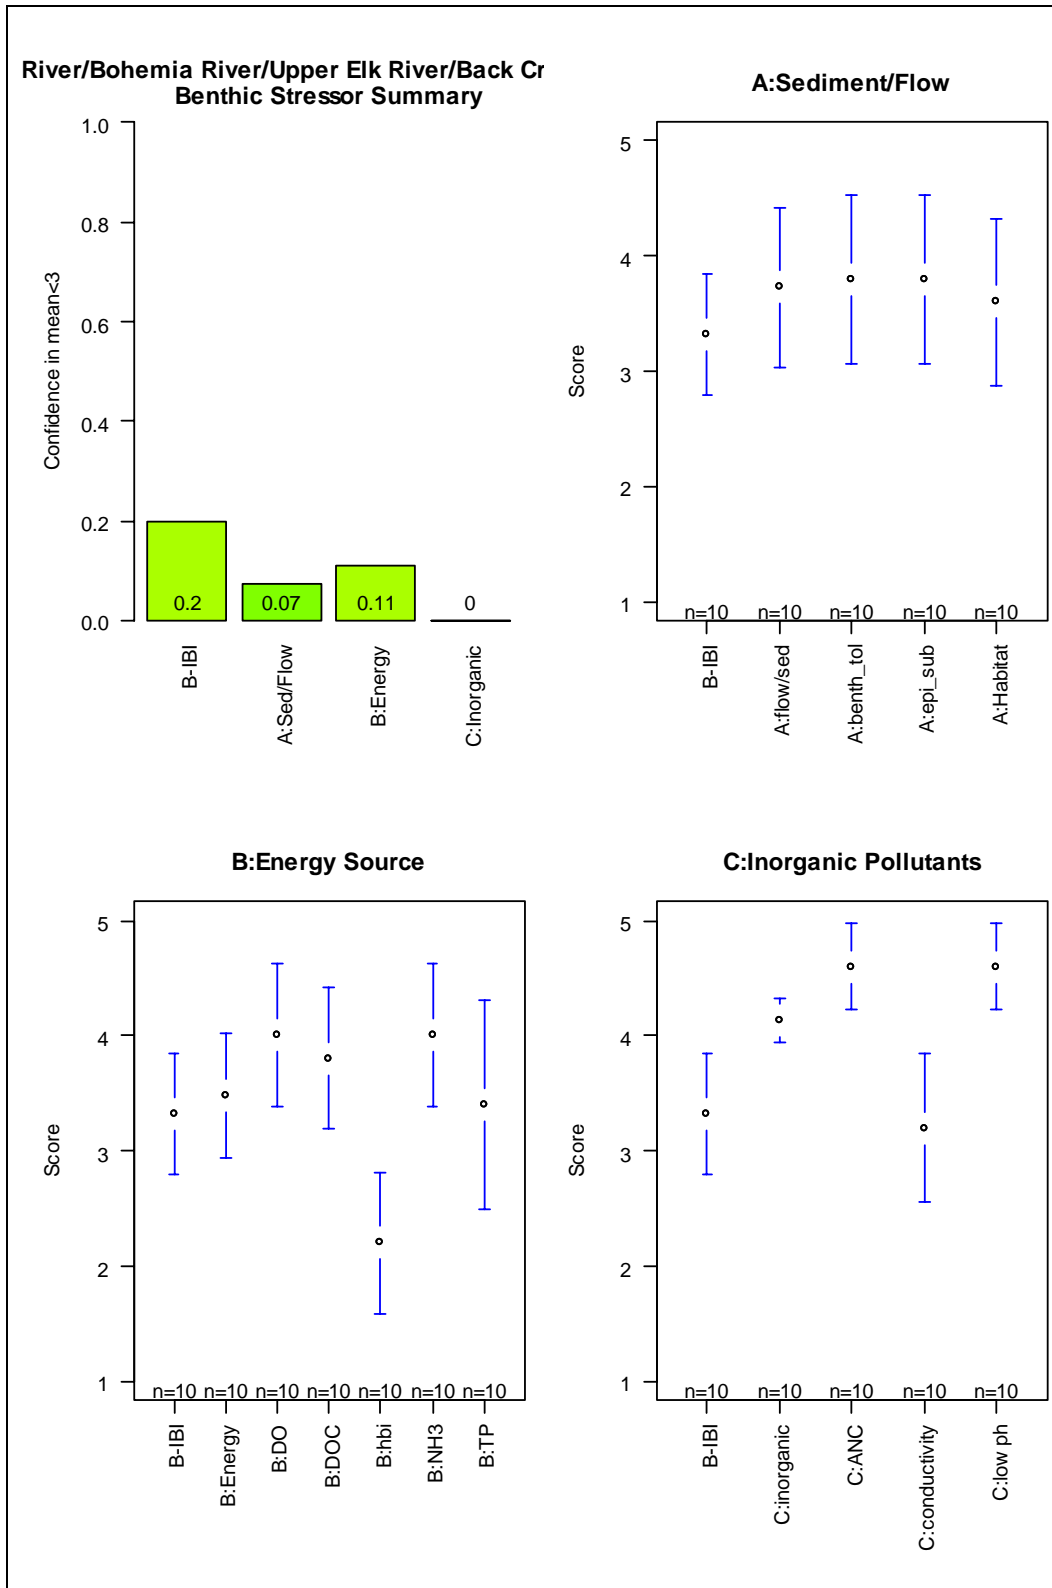 River/Bohemia River/Upper Elk River/Back Cr
Benthic Stressor Summary
Confidence in mean<3
1.0
0.8
0.6
0.4
0.2
0.0
0.2
0.07
0.11
0
B-IBI
A:Sed/Flow
B:Energy
C:Inorganic
A:Sediment/Flow
Score
5
4
3
2
1
n=10 n=10 n=10 n=10 n=10
B-IBI
A:flow/sed
A:benth_tol
A:epi_sub
A:Habitat
B:Energy Source
Score
5
4
3
2
1
n=10 n=10 n=10 n=10 n=10 n=10 n=10
B-IBI
B:Energy
B:DO
B:DOC
B:hbi
B:NH3
B:TP
C:Inorganic Pollutants
Score
5
4
3
2
1
n=10 n=10 n=10 n=10 n=10
B-IBI
C:inorganic
C:ANC
C:conductivity
C:low ph